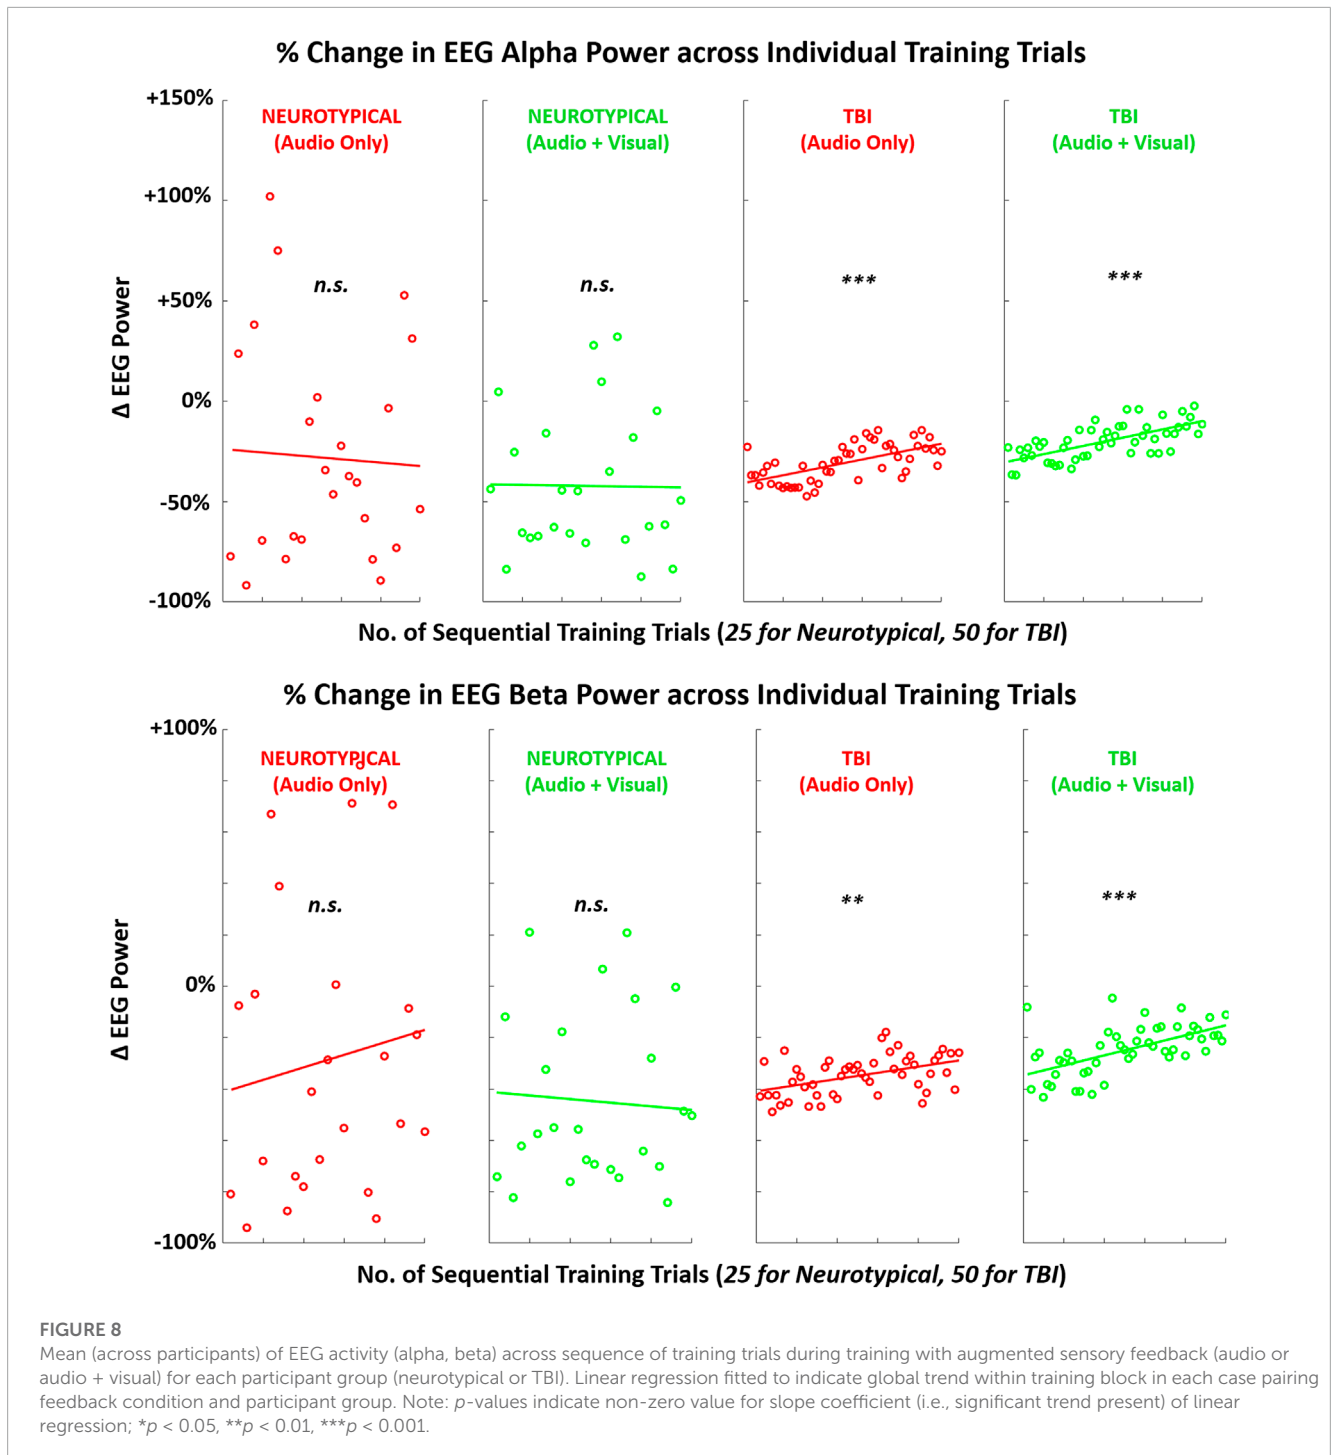 % Change in EEG Alpha Power across Individual Training Trials
+150%
+100%
+50%
0%
-50%
-100%
Δ EEG Power
NEUROTYPICAL
(Audio Only)
n.s.
NEUROTYPICAL
(Audio + Visual)
n.s.
TBI
(Audio Only)
***
TBI
(Audio + Visual)
***
No. of Sequential Training Trials (25 for Neurotypical, 50 for TBI)
% Change in EEG Beta Power across Individual Training Trials
+100%
0%
-100%
Δ EEG Power
NEUROTYPICAL
(Audio Only)
n.s.
NEUROTYPICAL
(Audio + Visual)
n.s.
TBI
(Audio Only)
**
TBI
(Audio + Visual)
***
No. of Sequential Training Trials (25 for Neurotypical, 50 for TBI)
FIGURE 8
Mean (across participants) of EEG activity (alpha, beta) across sequence of training trials during training with augmented sensory feedback (audio or
audio + visual) for each participant group (neurotypical or TBI). Linear regression fitted to indicate global trend within training block in each case pairing
feedback condition and participant group. Note: p-values indicate non-zero value for slope coefficient (i.e., significant trend present) of linear
regression; *p < 0.05, **p < 0.01, ***p < 0.001.